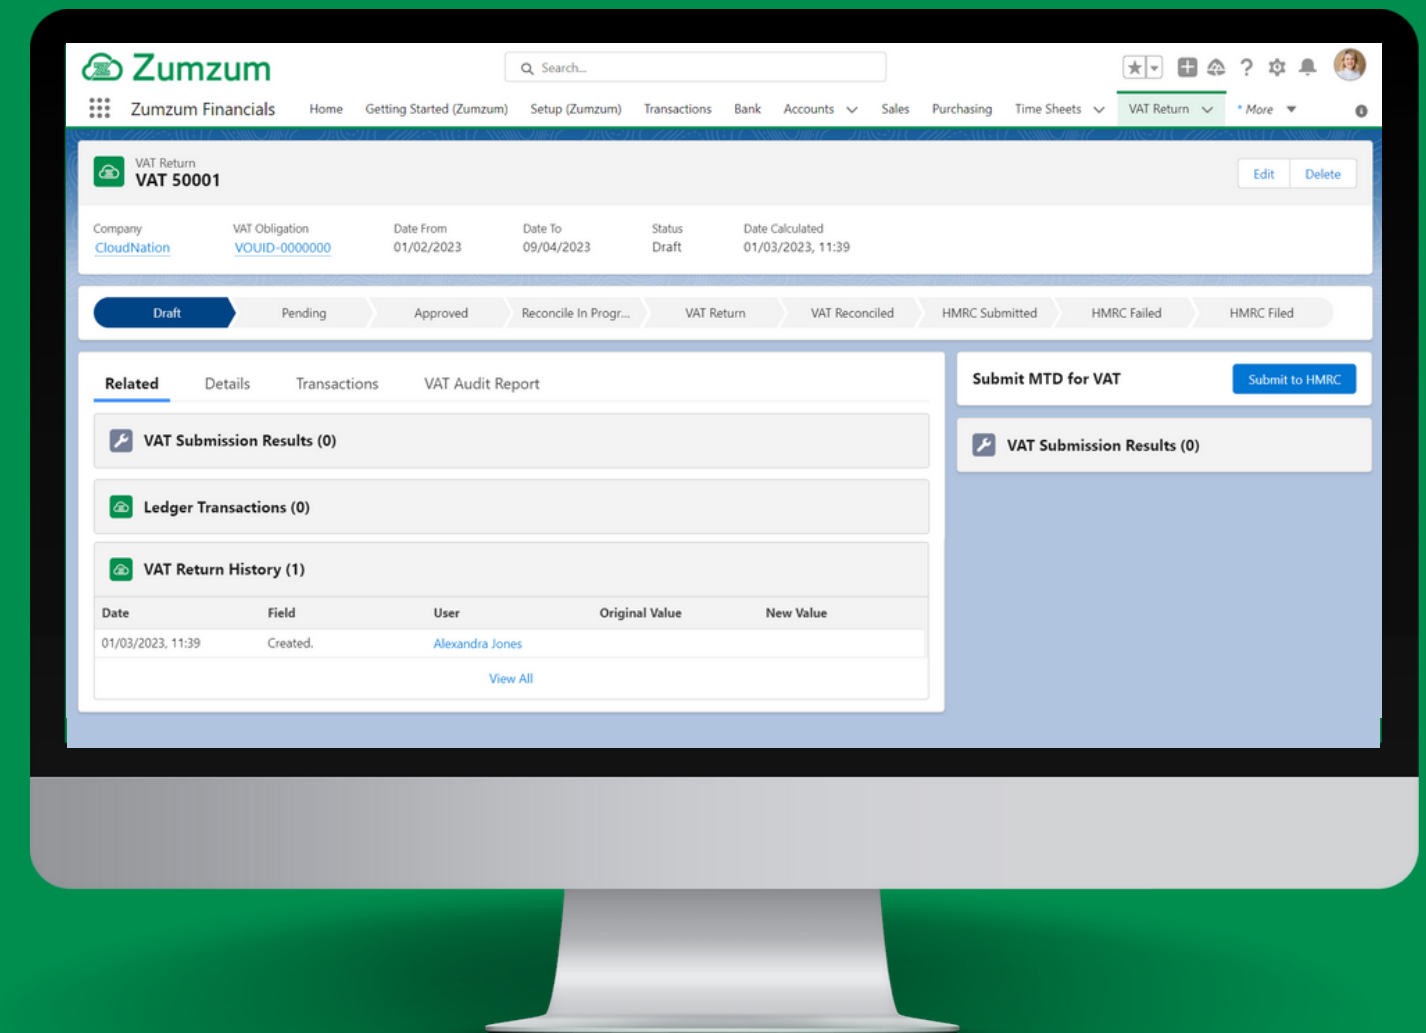 Zumzum
Search...
Zumzum Financials Home Getting Started (Zumzum) Setup (Zumzum) Transactions Bank Accounts Sales Purchasing Time Sheets VAT Return * More
VAT Return
VAT 50001
Edit Delete
Company VAT Obligation Date From Date To Status Date Calculated
CloudNation VOUID-0000000 01/02/2023 09/04/2023 Draft 01/03/2023, 11:39
Draft Pending Approved Reconcile In Progr... VAT Return VAT Reconciled HMRC Submitted HMRC Failed HMRC Filed
Related Details Transactions VAT Audit Report
VAT Submission Results (0)
Ledger Transactions (0)
VAT Return History (1)
Date Field User Original Value New Value
01/03/2023, 11:39 Created. Alexandra Jones
View All
Submit MTD for VAT Submit to HMRC
VAT Submission Results (0)